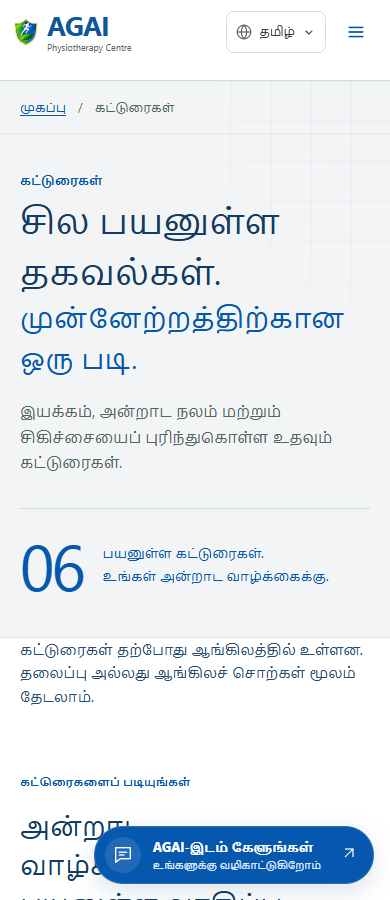 AGAI
Physiotherapy Centre
தமிழ்
முகப்பு / கட்டுரைகள்
கட்டுரைகள்
சில பயனுள்ள
தகவல்கள்.
முன்னேற்றத்திற்கான
ஒரு படி.
இயக்கம், அன்றாட நலம் மற்றும்
சிகிச்சையைப் புரிந்துகொள்ள உதவும்
கட்டுரைகள்.
06
பயனுள்ள கட்டுரைகள்.
உங்கள் அன்றாட வாழ்க்கைக்கு.
கட்டுரைகள் தற்போது ஆங்கிலத்தில் உள்ளன.
தலைப்பு அல்லது ஆங்கிலச் சொற்கள் மூலம்
தேடலாம்.
கட்டுரைகளைப் படியுங்கள்
AGAI-இடம் கேளுங்கள்
உங்களுக்கு வழிகாட்டுகிறோம்